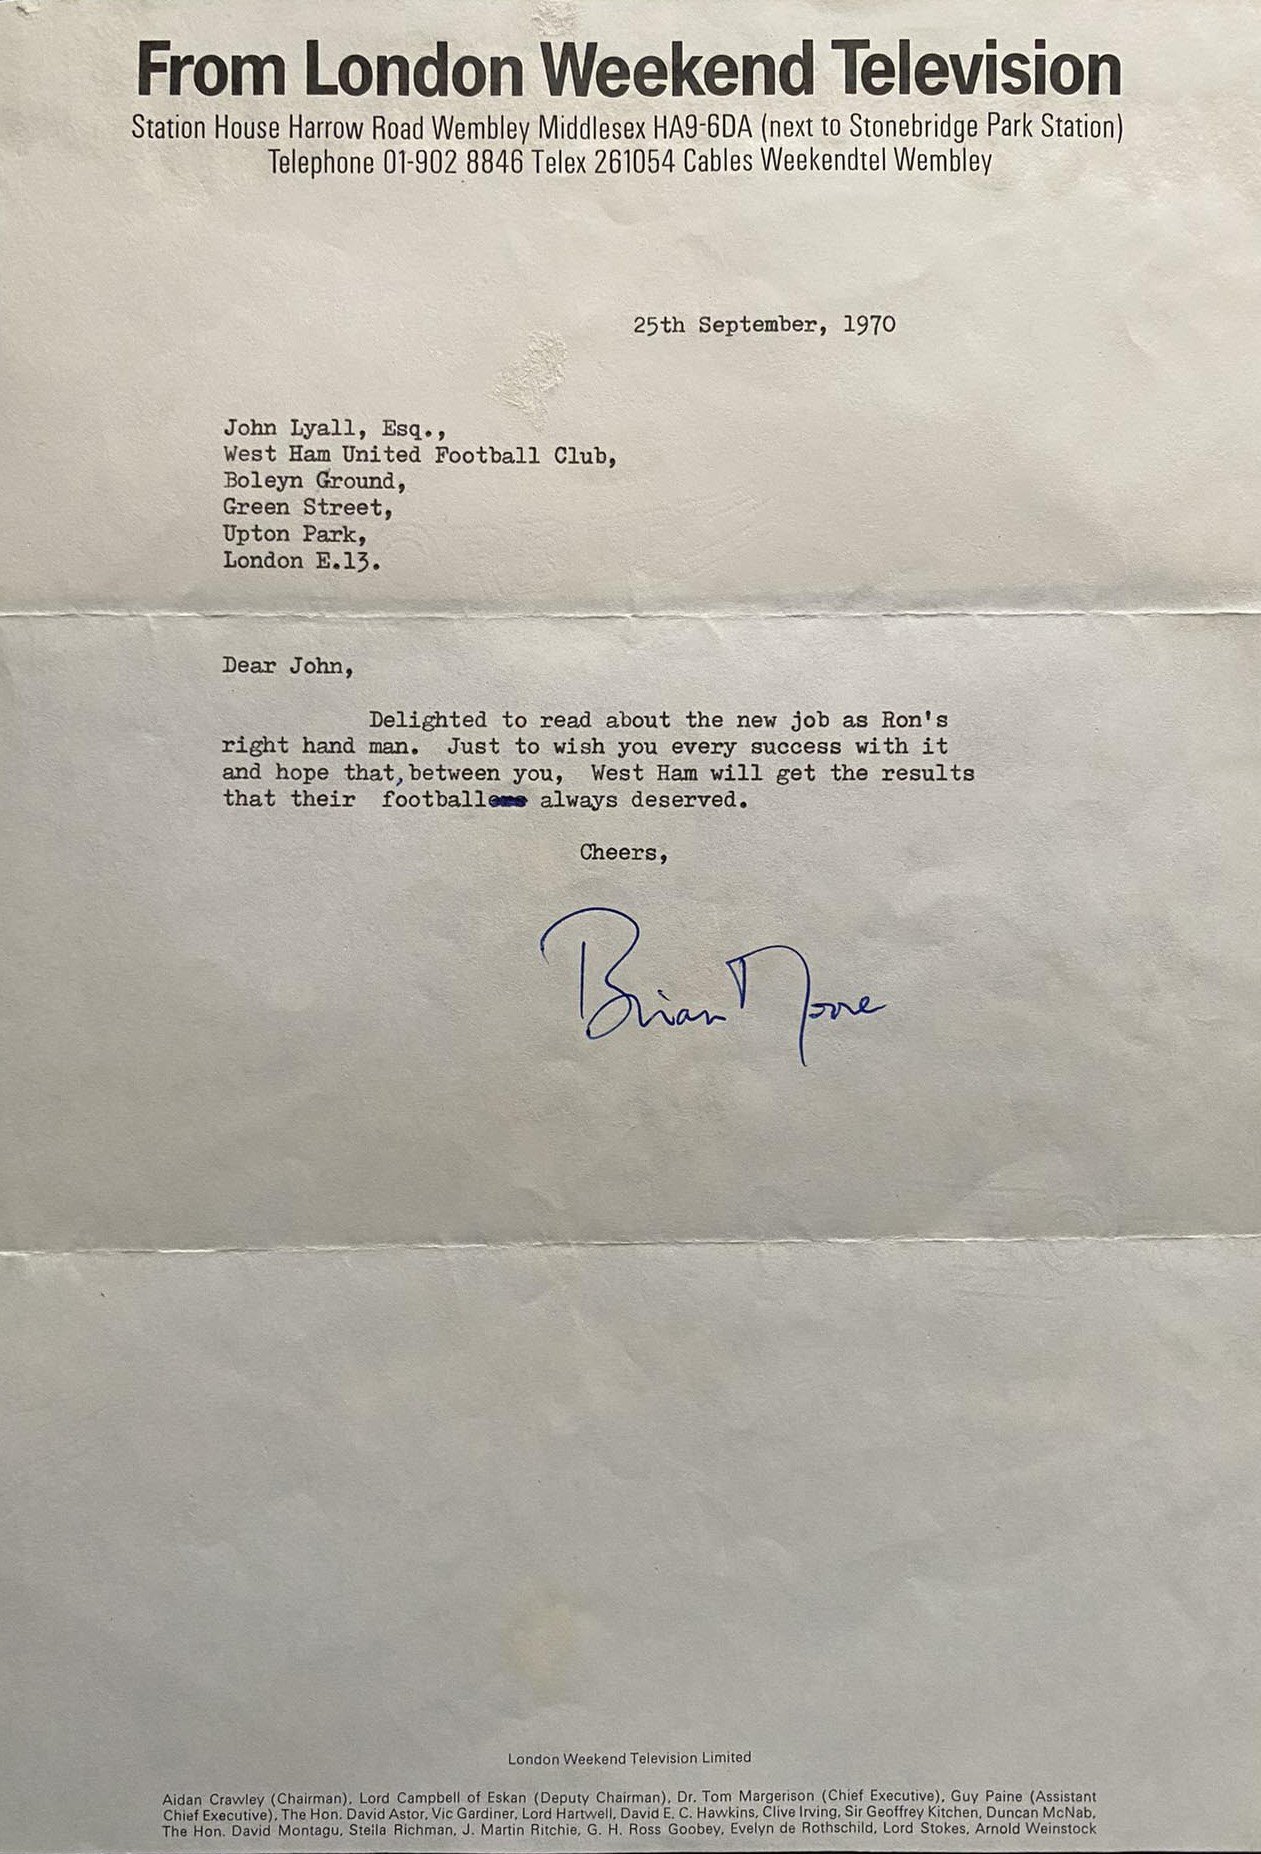 From London Weekend Television
Station House Harrow Road Wembley Middlesex HA9-6DA (next to Stonebridge Park Station)
Telephone 01-902 8846 Telex 261054 Cables Weekendtel Wembley
25th September, 1970
John Lyall, Esq.,
West Ham United Football Club,
Boleyn Ground,
Green Street,
Upton Park,
London E.13.
Dear John,
Delighted to read about the new job as Ron's
right hand man. Just to wish you every success with it
and hope that, between you, West Ham will get the results
that their football always deserved.
Cheers,
Brian Moore
London Weekend Television Limited
Aidan Crawley (Chairman), Lord Campbell of Eskan (Deputy Chairman), Dr. Tom Margerison (Chief Executive), Guy Paine (Assistant
Chief Executive), The Hon. David Astor, Vic Gardiner, Lord Hartwell, David E. C. Hawkins, Clive Irving, Sir Geoffrey Kitchen, Duncan McNab,
The Hon. David Montagu, Stella Richman, J. Martin Ritchie, G. H. Ross Goobey, Evelyn de Rothschild, Lord Stokes, Arnold Weinstock